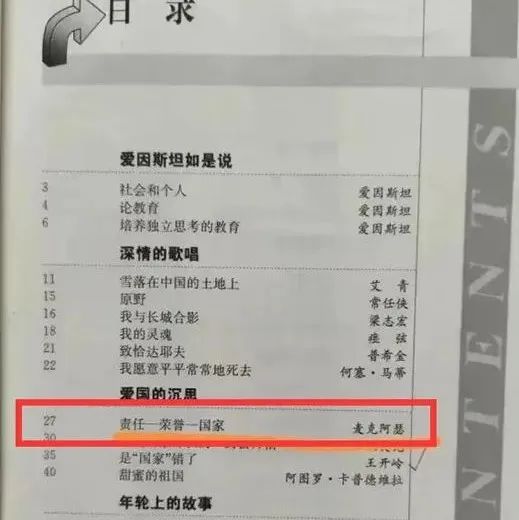 目 录
爱因斯坦如是说
3 社会和个人 爱因斯坦
4 论教育 爱因斯坦
6 培养独立思考的教育 爱因斯坦
深情的歌唱
11 雪落在中国的土地上 艾 青
15 原野 常任侠
16 我与长城合影 梁志宏
18 我的灵魂 痖 弦
21 致恰达耶夫 普希金
22 我愿意平平常常地死去 何塞·马蒂
爱国的沉思
27 责任—荣誉—国家 麦克阿瑟
30
35 是“国家”错了 王开岭
40 甜蜜的祖国 阿图罗·卡普德维拉
年轮上的故事
ENTENTS